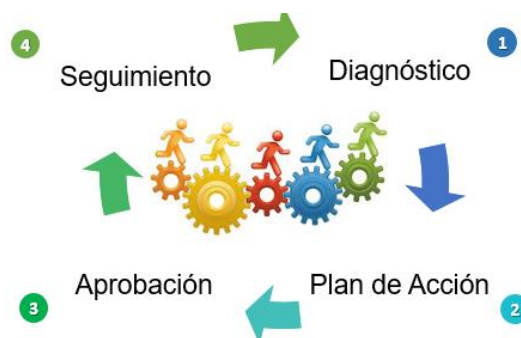 4
Seguimiento
Diagnóstico
1
3
Aprobación
Plan de Acción
2